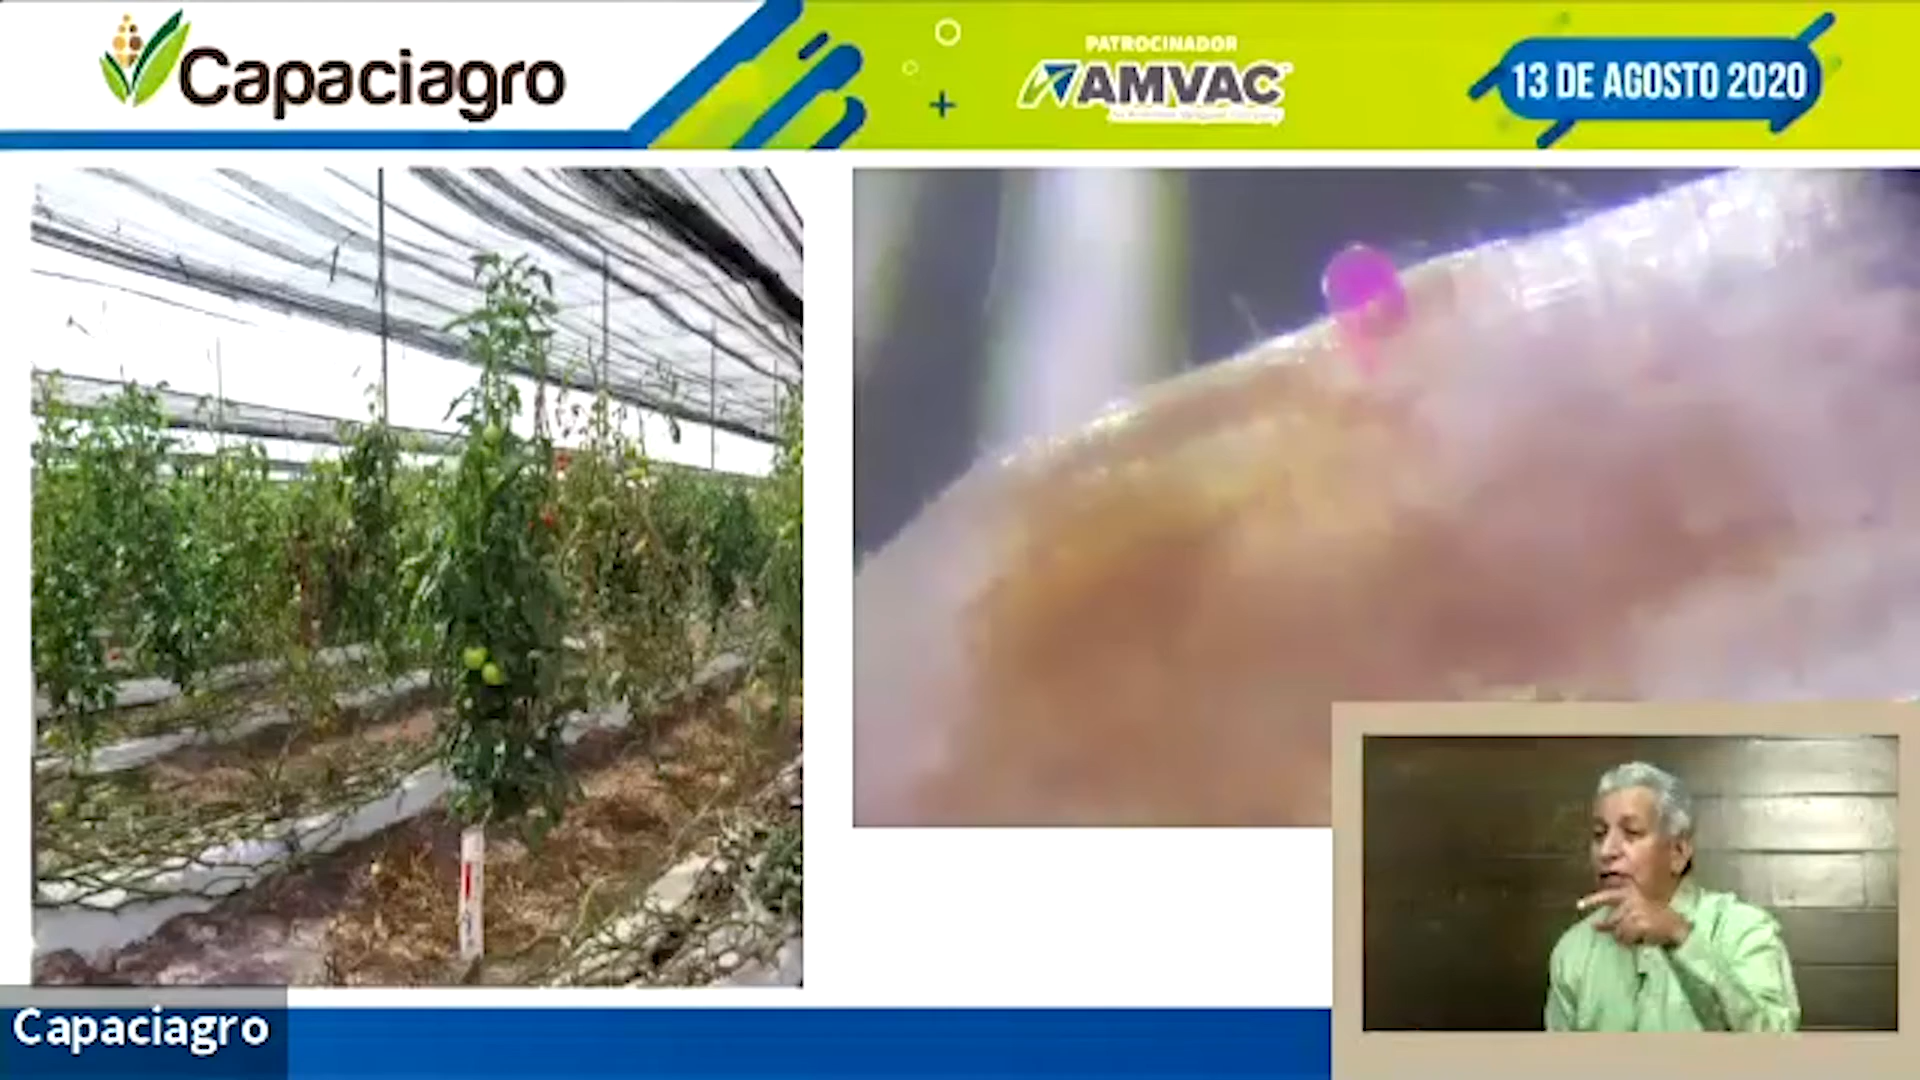 Capaciagro
PATROCINADOR
AMVAC
13 DE AGOSTO 2020
Capaciagro